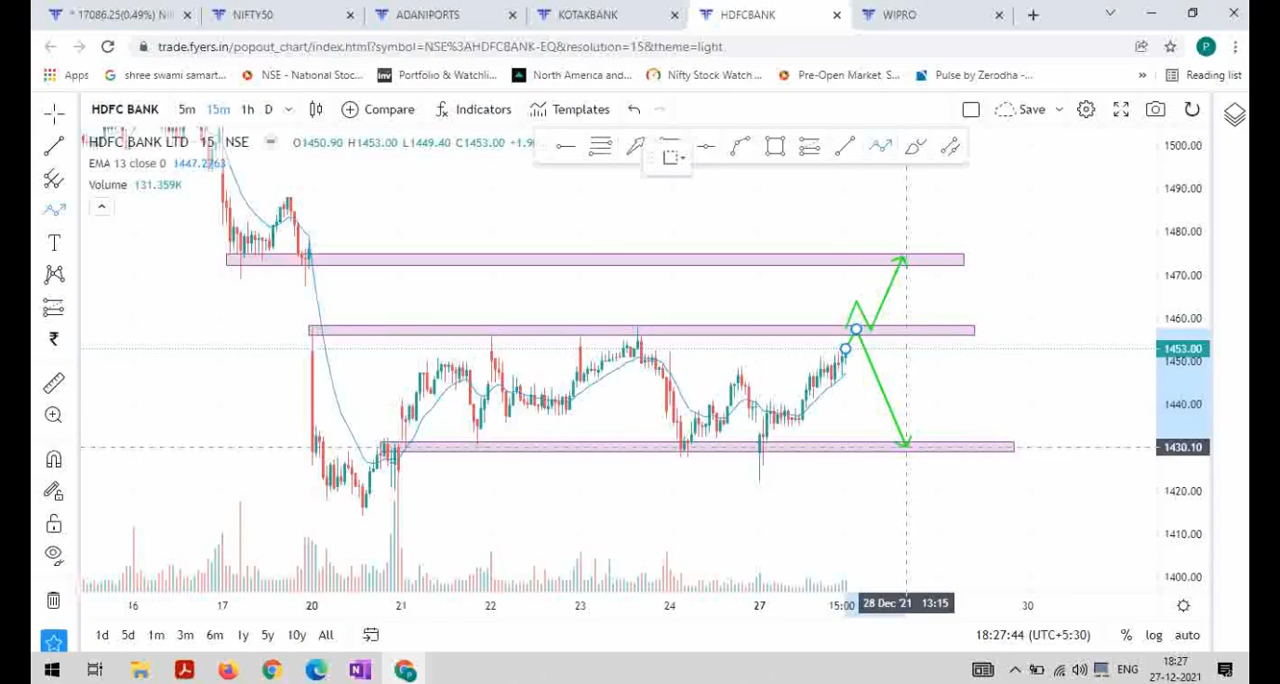 * 17086.25(0.49%) NI
NIFTY50
ADANIPORTS
KOTAKBANK
HDFCBANK
WIPRO
trade.fyers.in/popout_chart/index.html?symbol=NSE%3AHDFCBANK-EQ&resolution=15&theme=light
P
Apps
shree swami samart...
NSE - National Stoc...
inv
Portfolio & Watchli...
North America and...
Nifty Stock Watch ...
Pre-Open Market, S...
Pulse by Zerodha -...
»
Reading list
HDFC BANK
5m
15m
1h
D
Compare
Indicators
Templates
Save
HDFC BANK LTD
15
NSE
O1450.90 H1453.00 L1449.40 C1453.00
EMA 13 close 0
Volume 131.359K
T
₹
1500.00
1490.00
1480.00
1470.00
1460.00
1453.00
1450.00
1440.00
1430.10
1420.00
1410.00
1400.00
16
17
20
21
22
23
24
27
15:00
28 Dec '21 13:15
30
1d
5d
1m
3m
6m
1y
5y
10y
All
18:27:44 (UTC+5:30)
%
log
auto
N
ENG
18:27
27-12-2021